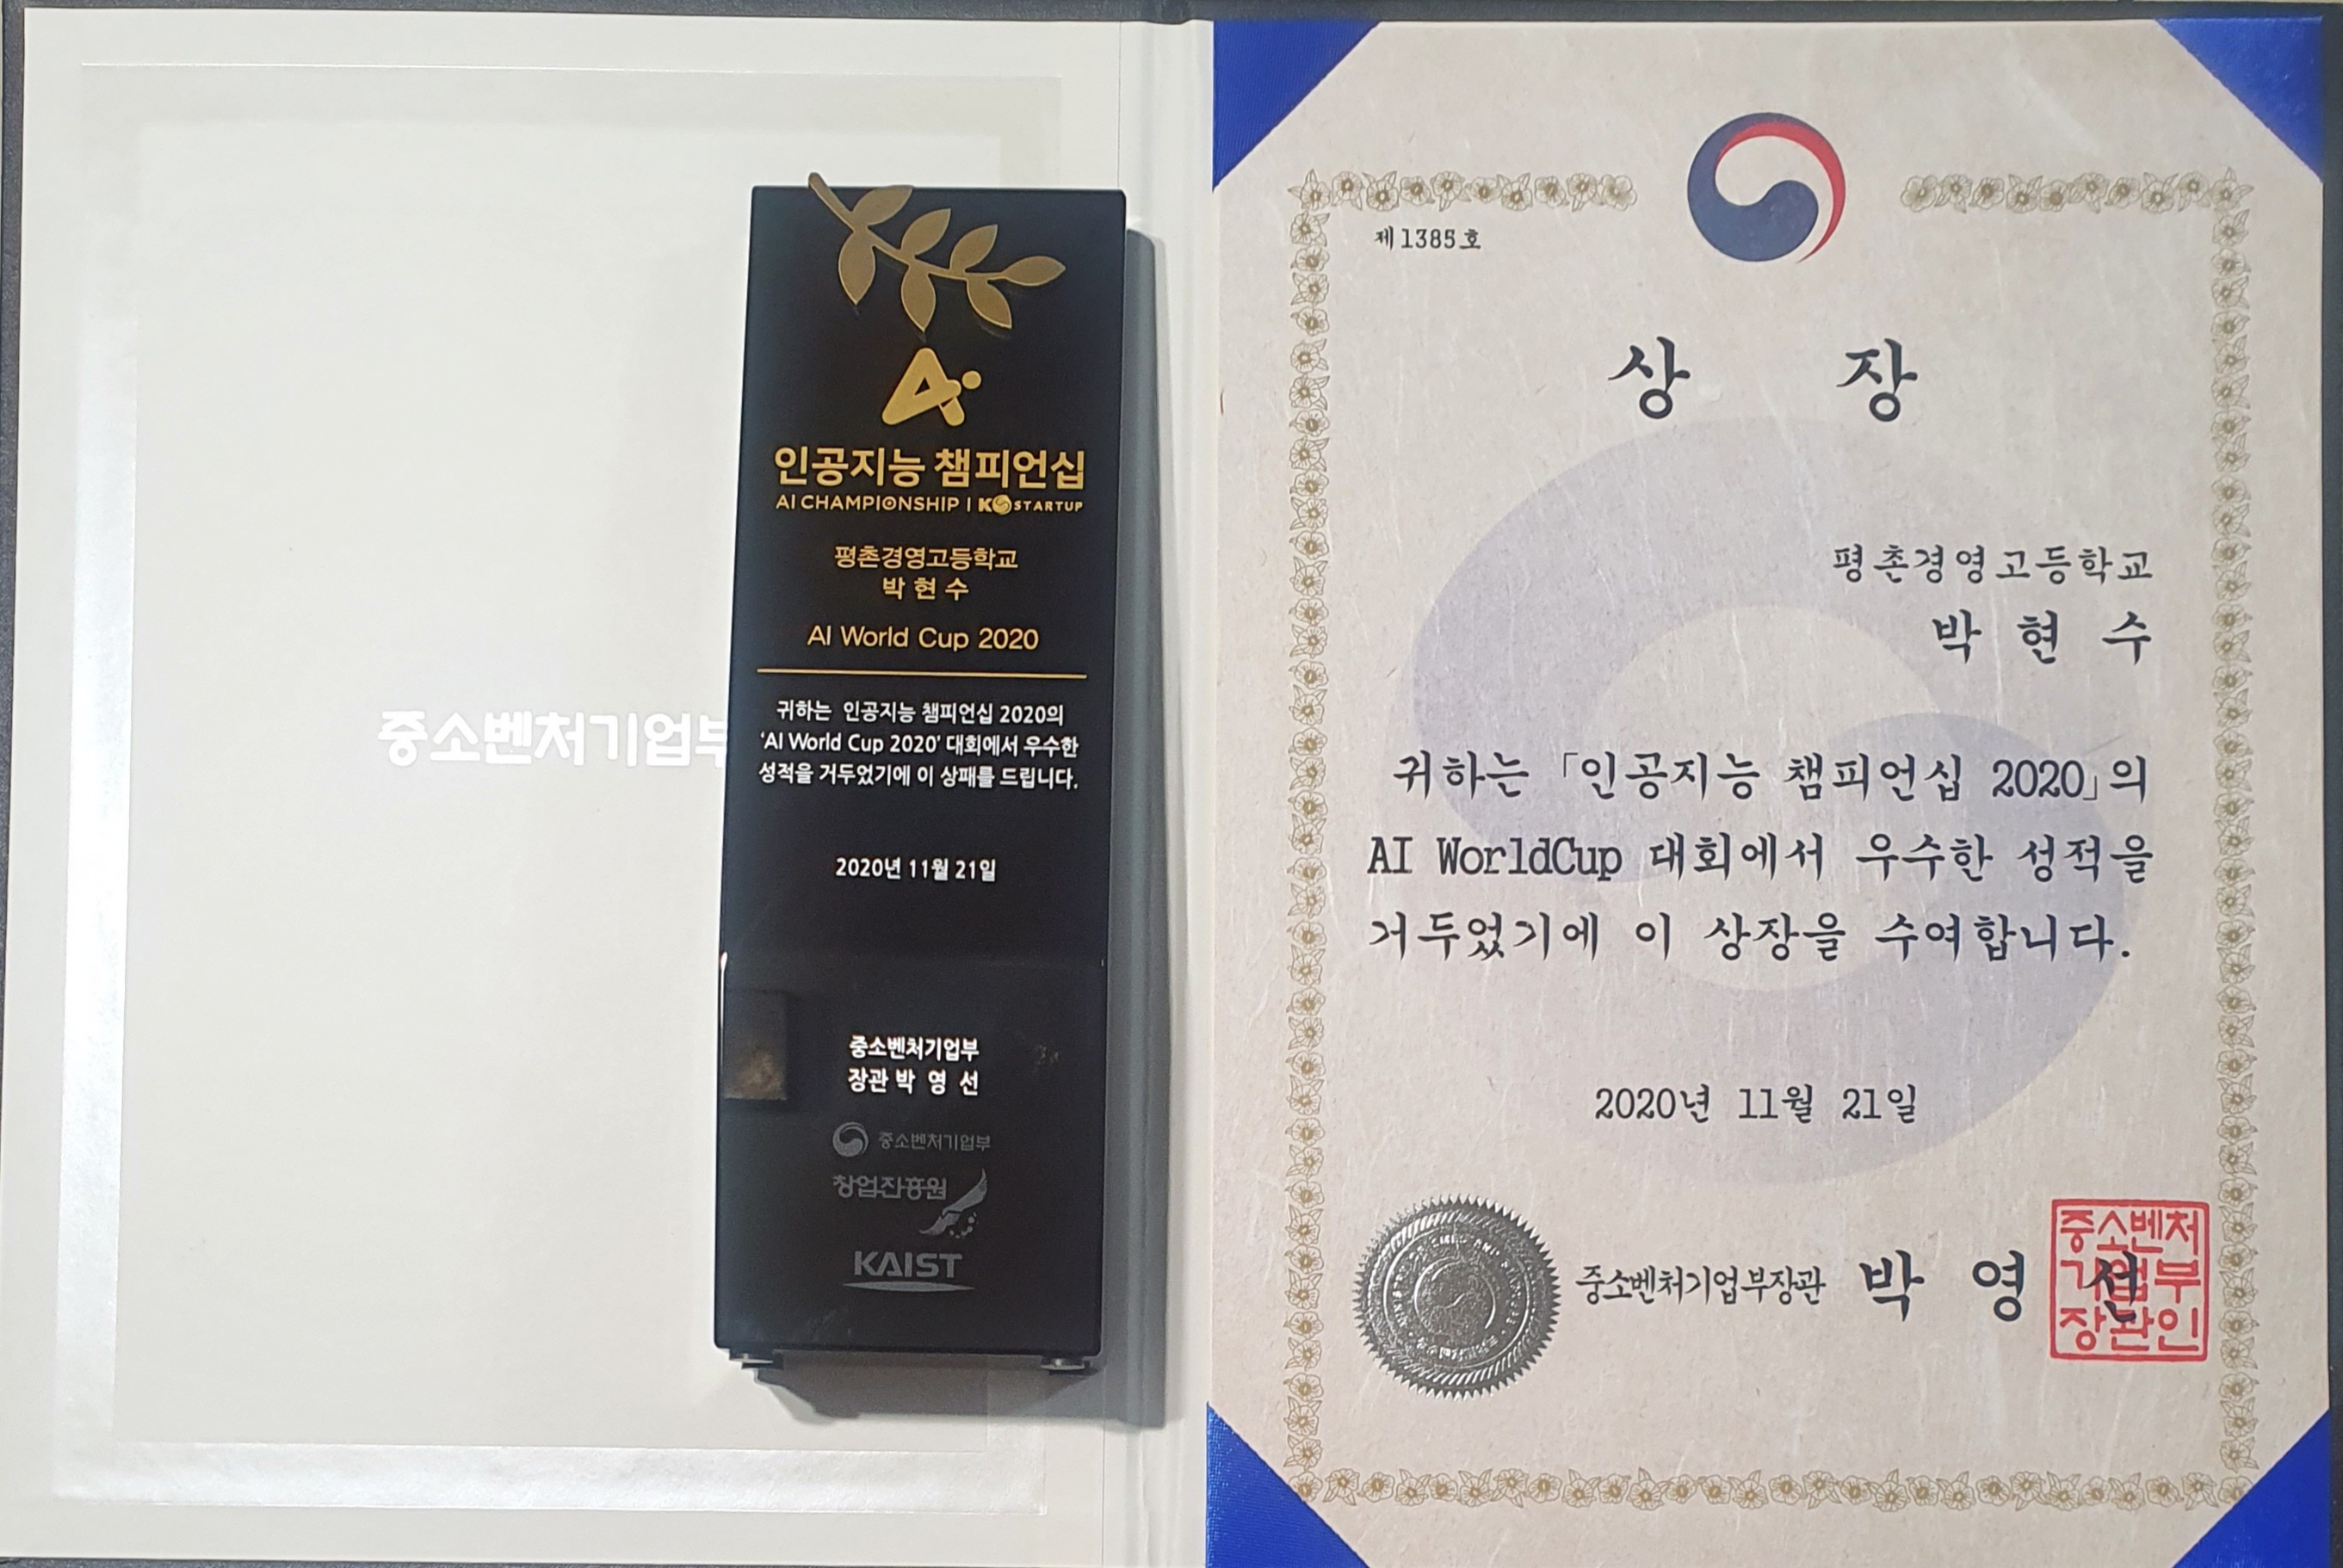 중소벤처기업부
인공지능 챔피언십
AI CHAMPIONSHIP | K STARTUP
평촌경영고등학교
박 현 수
AI World Cup 2020
귀하는 인공지능 챔피언십 2020의
'AI World Cup 2020' 대회에서 우수한
성적을 거두었기에 이 상패를 드립니다.
2020년 11월 21일
중소벤처기업부
장관 박 영 선
중소벤처기업부
창업진흥원
KAIST
제1385호
상 장
평촌경영고등학교
박 현 수
귀하는「인공지능 챔피언십 2020」의
AI WorldCup 대회에서 우수한 성적을
거두었기에 이 상장을 수여합니다.
2020년 11월 21일
중소벤처기업부장관 박 영 선
중소벤처
기업부
장관인